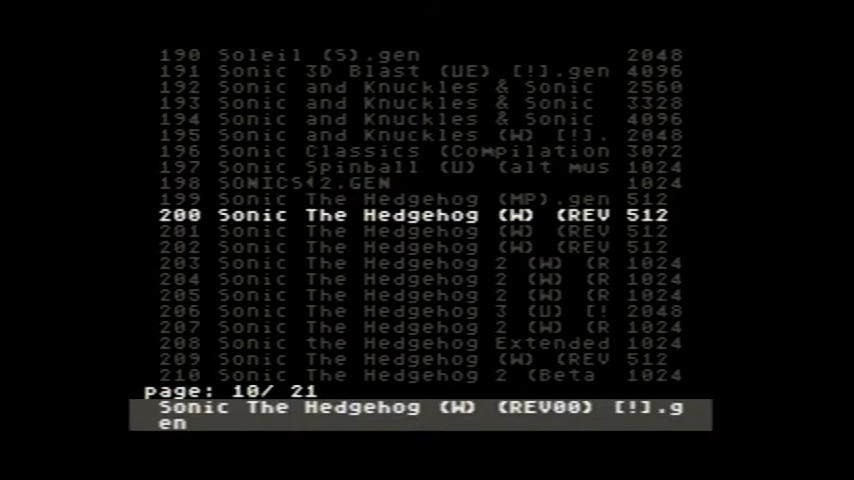 190 Soleil (S).gen 2048
191 Sonic 3D Blast (UE) [!].gen 4096
192 Sonic and Knuckles & Sonic 2560
193 Sonic and Knuckles & Sonic 3328
194 Sonic and Knuckles & Sonic 4096
195 Sonic and Knuckles (W) [!]. 2048
196 Sonic Classics (Compilation 3072
197 Sonic Spinball (U) (alt mus 1024
198 1024
199 Sonic The Hedgehog (MP).gen 512
200 Sonic The Hedgehog (W) (REV 512
201 Sonic The Hedgehog (W) (REV 512
202 Sonic The Hedgehog (W) (REV 512
203 Sonic The Hedgehog 2 (W) (R 1024
204 Sonic The Hedgehog 2 (W) (R 1024
205 Sonic The Hedgehog 2 (W) (R 1024
206 Sonic The Hedgehog 3 (U) [! 2048
207 Sonic The Hedgehog 2 (W) (R 1024
208 Sonic the Hedgehog Extended 1024
209 Sonic The Hedgehog (W) (REV 512
210 Sonic The Hedgehog 2 (Beta 1024
page: 10/ 21
Sonic The Hedgehog (W) (REV00) [!].g
en